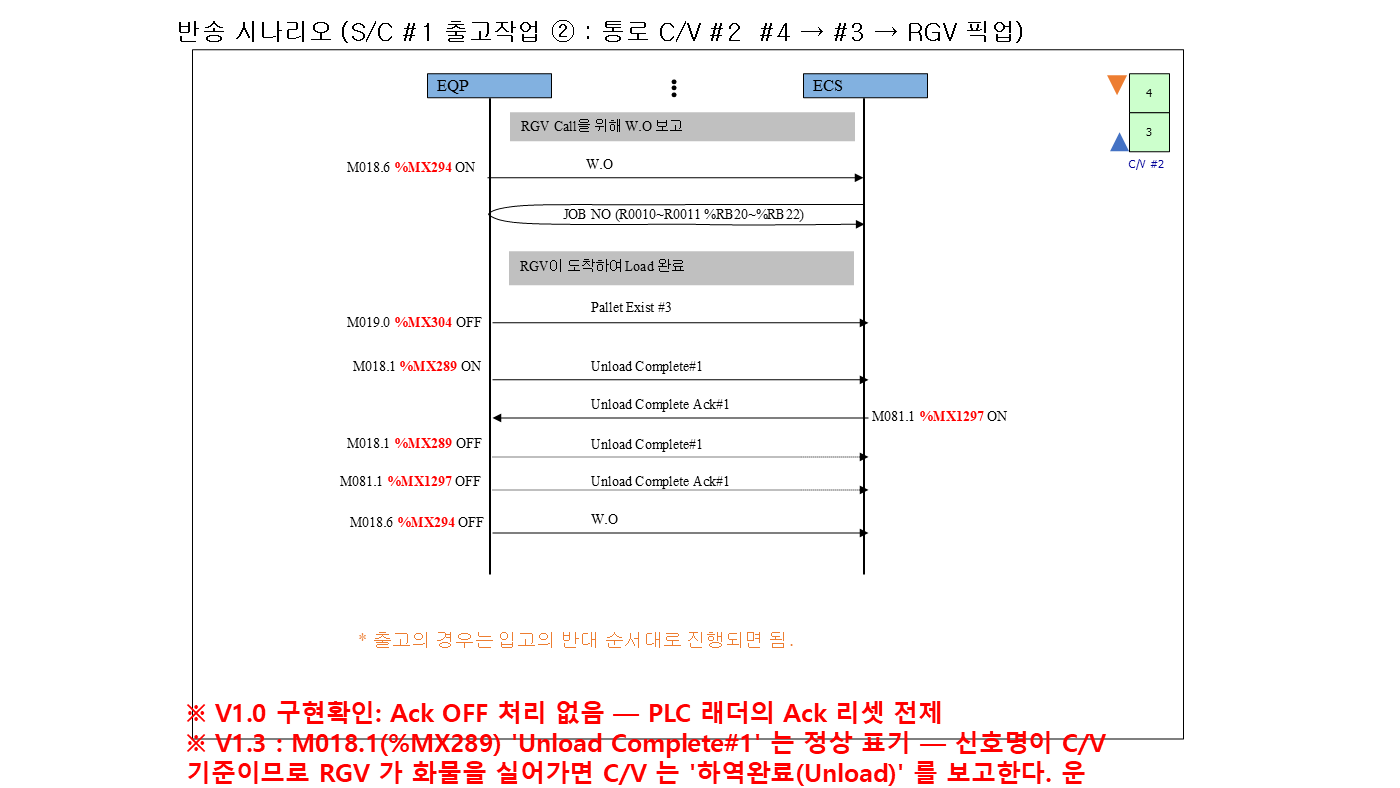 반송 시나리오 (S/C #1 출고작업 ② : 통로 C/V #2  #4 → #3 → RGV 픽업)
EQP
ECS
4
3
C/V #2
RGV Call을 위해 W.O 보고
M018.6 %MX294 ON
W.O
JOB NO (R0010~R0011 %RB20~%RB22)
RGV이 도착하여 Load 완료
Pallet Exist #3
M019.0 %MX304 OFF
Unload Complete#1
M018.1 %MX289 ON
Unload Complete Ack#1
M081.1 %MX1297 ON
M018.1 %MX289 OFF
Unload Complete#1
M081.1 %MX1297 OFF
Unload Complete Ack#1
M018.6 %MX294 OFF
W.O
* 출고의 경우는 입고의 반대 순서대로 진행되면 됨.
※ V1.0 구현확인: Ack OFF 처리 없음 — PLC 래더의 Ack 리셋 전제
※ V1.3 : M018.1(%MX289) 'Unload Complete#1' 는 정상 표기 — 신호명이 C/V
기준이므로 RGV 가 화물을 실어가면 C/V 는 '하역완료(Unload)' 를 보고한다. 운